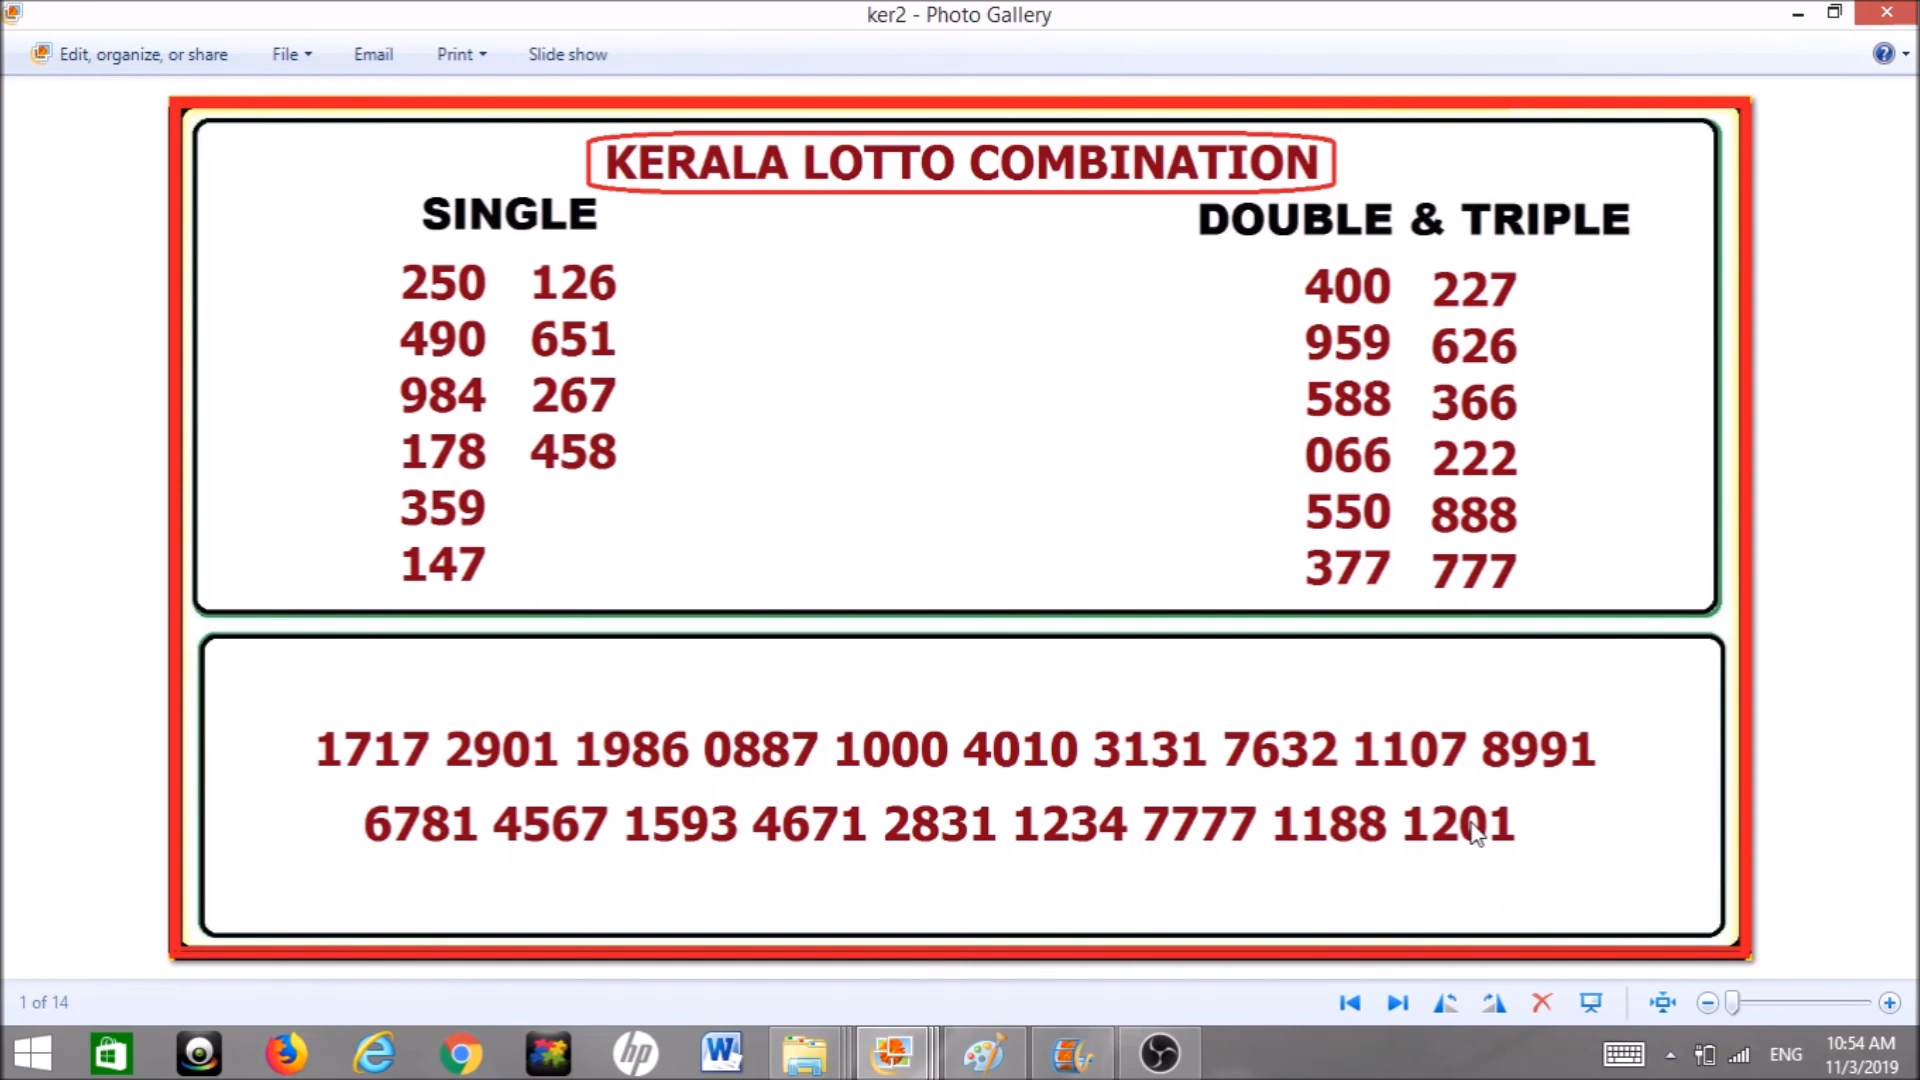 ker2 - Photo Gallery
Edit, organize, or share File Email Print Slide show
KERALA LOTTO COMBINATION
SINGLE
250 126
490 651
984 267
178 458
359
147
DOUBLE & TRIPLE
400 227
959 626
588 366
066 222
550 888
377 777
1717 2901 1986 0887 1000 4010 3131 7632 1107 8991
6781 4567 1593 4671 2831 1234 7777 1188 1201
1 of 14
hp
W
ENG
10:54 AM
11/3/2019